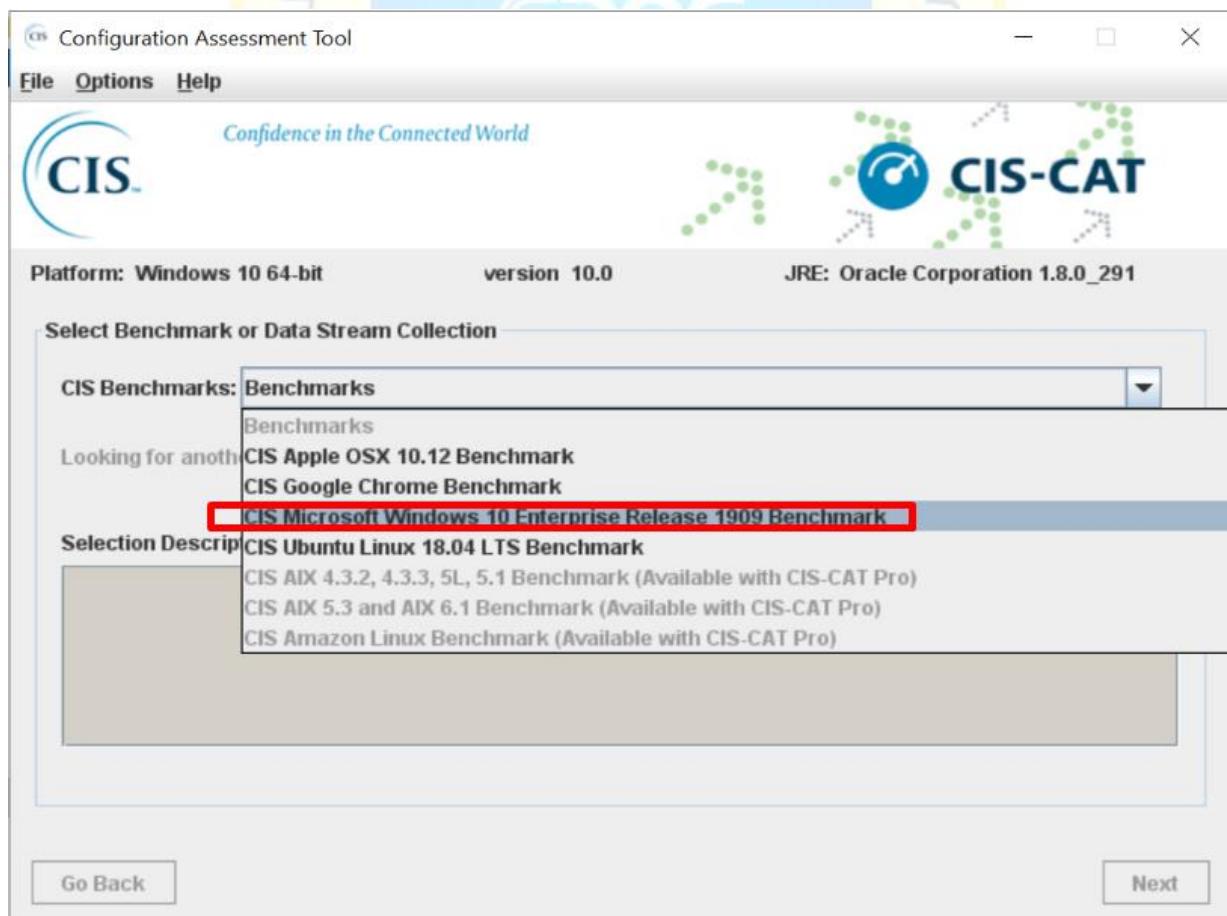 Configuration Assessment Tool
File Options Help
CIS
Confidence in the Connected World
CIS-CAT
Platform: Windows 10 64-bit version 10.0 JRE: Oracle Corporation 1.8.0_291
Select Benchmark or Data Stream Collection
CIS Benchmarks: Benchmarks
Benchmarks
Looking for anoth
CIS Apple OSX 10.12 Benchmark
CIS Google Chrome Benchmark
CIS Microsoft Windows 10 Enterprise Release 1909 Benchmark
Selection Descrip
CIS Ubuntu Linux 18.04 LTS Benchmark
CIS AIX 4.3.2, 4.3.3, 5L, 5.1 Benchmark (Available with CIS-CAT Pro)
CIS AIX 5.3 and AIX 6.1 Benchmark (Available with CIS-CAT Pro)
CIS Amazon Linux Benchmark (Available with CIS-CAT Pro)
Go Back Next